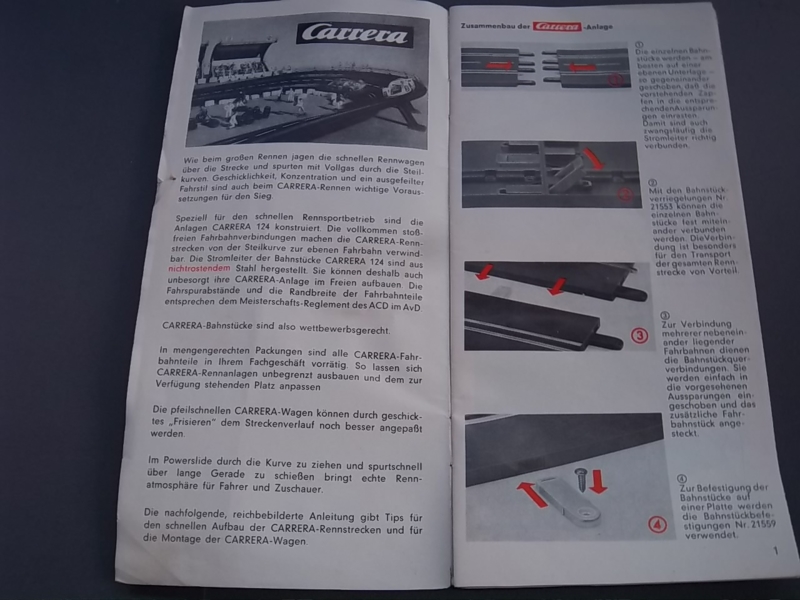 Carrera
Wie beim großen Rennen jagen die schnellen Rennwagen
über die Strecke und spurten mit Vollgas durch die Steil-
kurven. Geschicklichkeit, Konzentration und ein ausgefeilter
Fahrstil sind auch beim CARRERA-Rennen wichtige Voraus-
setzungen für den Sieg.
Speziell für den schnellen Rennsportbetrieb sind die
Anlagen CARRERA 124 konstruiert. Die vollkommen stoß-
freien Fahrbahnverbindungen machen die CARRERA-Renn-
strecken von der Steilkurve zur ebenen Fahrbahn verwind-
bar. Die Stromleiter der Bahnstücke CARRERA 124 sind aus
nichtrostendem Stahl hergestellt. Sie können deshalb auch
unbesorgt ihre CARRERA-Anlage im Freien aufbauen. Die
Fahrspurabstände und die Randbreite der Fahrbahnteile
entsprechen dem Meisterschafts-Reglement des ACD im AvD.
CARRERA-Bahnstücke sind also wettbewerbsgerecht.
In mengengerechten Packungen sind alle CARRERA-Fahr-
bahnteile in Ihrem Fachgeschäft vorrätig. So lassen sich
CARRERA-Rennanlagen unbegrenzt ausbauen und dem zur
Verfügung stehenden Platz anpassen
Die pfeilschnellen CARRERA-Wagen können durch geschick-
tes „Frisieren" dem Streckenverlauf noch besser angepaßt
werden.
Im Powerslide durch die Kurve zu ziehen und spurtschnell
über lange Gerade zu schießen bringt echte Renn-
atmosphäre für Fahrer und Zuschauer.
Die nachfolgende, reichbebilderte Anleitung gibt Tips für
den schnellen Aufbau der CARRERA-Rennstrecken und für
die Montage der CARRERA-Wagen.
Zusammenbau der Carrera-Anlage
①
Die einzelnen Bahn-
stücke werden – am
besten auf einer
ebenen Unterlage –
so gegeneinander
geschoben, daß die
vorstehenden Zap-
fen in die entspre-
chenden Aussparun-
gen einrasten.
Damit sind auch
zwangsläufig die
Stromleiter richtig
verbunden.
②
Mit den Bahnstück-
verriegelungen Nr.
21553 können die
einzelnen Bahn-
stücke fest mitein-
ander verbunden
werden. Die Verbin-
dung ist besonders
für den Transport
der gesamten Renn-
strecke von Vorteil.
③
③
Zur Verbindung
mehrerer nebenein-
ander liegender
Fahrbahnen dienen
die Bahnstückquer-
verbindungen. Sie
werden einfach in
die vorgesehenen
Aussparungen ein-
geschoben und das
zusätzliche Fahr-
bahnstück ange-
steckt.
④
④
Zur Befestigung der
Bahnstücke auf
einer Platte werden
die Bahnstückbefe-
stigungen Nr. 21559
verwendet.
1